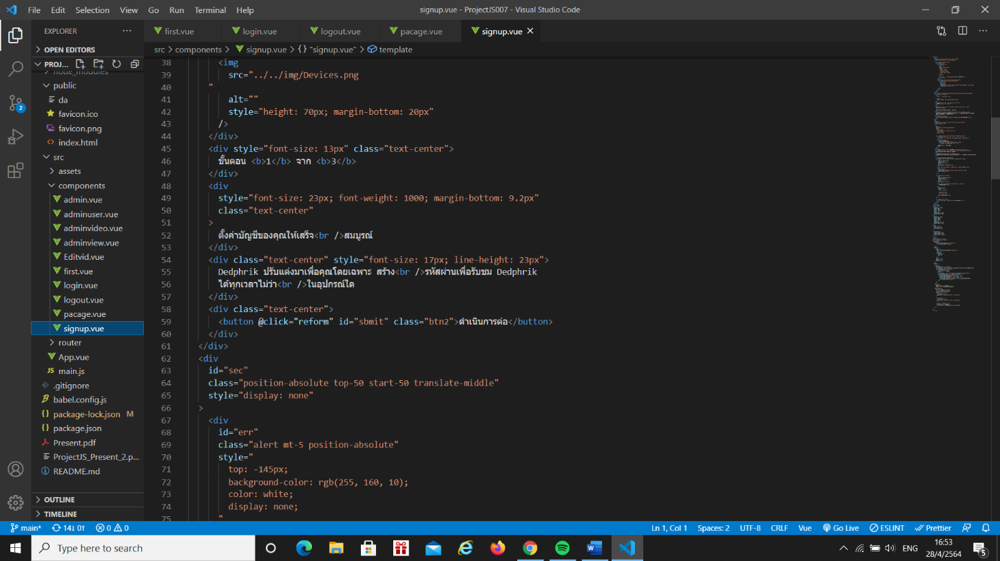 File Edit Selection View Go Run Terminal Help
signup.vue - ProjectJS007 - Visual Studio Code
EXPLORER
first.vue
login.vue
logout.vue
pacage.vue
signup.vue
OPEN EDITORS
src > components > signup.vue > {} "signup.vue" > template
PROJ...
node_modules
public
da
favicon.ico
favicon.png
index.html
src
assets
components
admin.vue
adminuser.vue
adminvideo.vue
adminview.vue
Editvid.vue
first.vue
login.vue
logout.vue
pacage.vue
signup.vue
router
App.vue
JS main.js
.gitignore
babel.config.js
{} package-lock.json M
{} package.json
Present.pdf
ProjectJS_Present_2.p...
README.md
OUTLINE
TIMELINE
2
38 <img
39 src="../../img/Devices.png
40 "
41 alt=""
42 style="height: 70px; margin-bottom: 20px"
43 />
44 </div>
45 <div style="font-size: 13px" class="text-center">
46 ขั้นตอน <b>1</b> จาก <b>3</b>
47 </div>
48 <div
49 style="font-size: 23px; font-weight: 1000; margin-bottom: 9.2px"
50 class="text-center"
51 >
52 ตั้งค่าบัญชีของคุณให้เสร็จ<br />สมบูรณ์
53 </div>
54 <div class="text-center" style="font-size: 17px; line-height: 23px">
55 Dedphrik ปรับแต่งมาเพื่อคุณโดยเฉพาะ สร้าง<br />รหัสผ่านเพื่อรับชม Dedphrik
56 ได้ทุกเวลาไม่ว่า<br />ในอุปกรณ์ใด
57 </div>
58 <div class="text-center">
59 <button @click="reform" id="sbmit" class="btn2">ดำเนินการต่อ</button>
60 </div>
61 </div>
62 <div
63 id="sec"
64 class="position-absolute top-50 start-50 translate-middle"
65 style="display: none"
66 >
67 <div
68 id="err"
69 class="alert mt-5 position-absolute"
70 style="
71 top: -145px;
72 background-color: rgb(255, 160, 10);
73 color: white;
74 display: none;
75 "
main* 14↓ 0↑ 0 0
Ln 1, Col 1 Spaces: 2 UTF-8 CRLF Vue Go Live ESLINT Prettier
Type here to search
ENG
16:53
28/4/2564
5